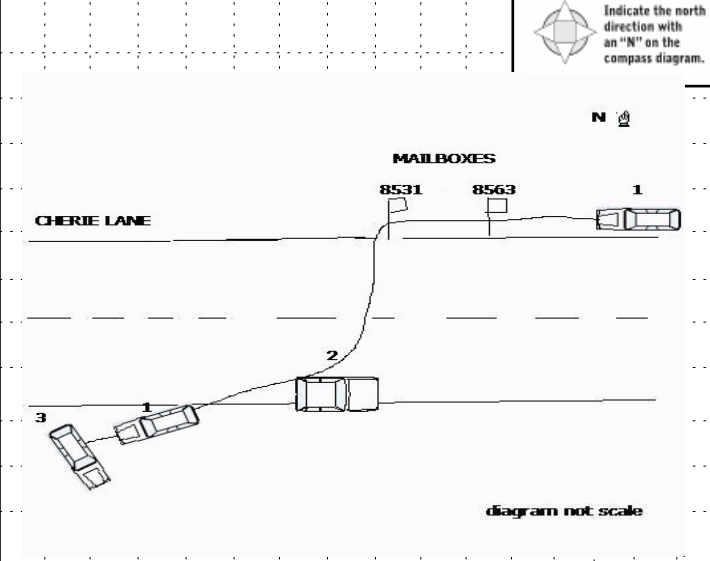 Indicate the north
direction with
an "N" on the
compass diagram.
N
MAILBOXES
8531 8563 1
CHERIE LANE
2
1
3
diagram not scale